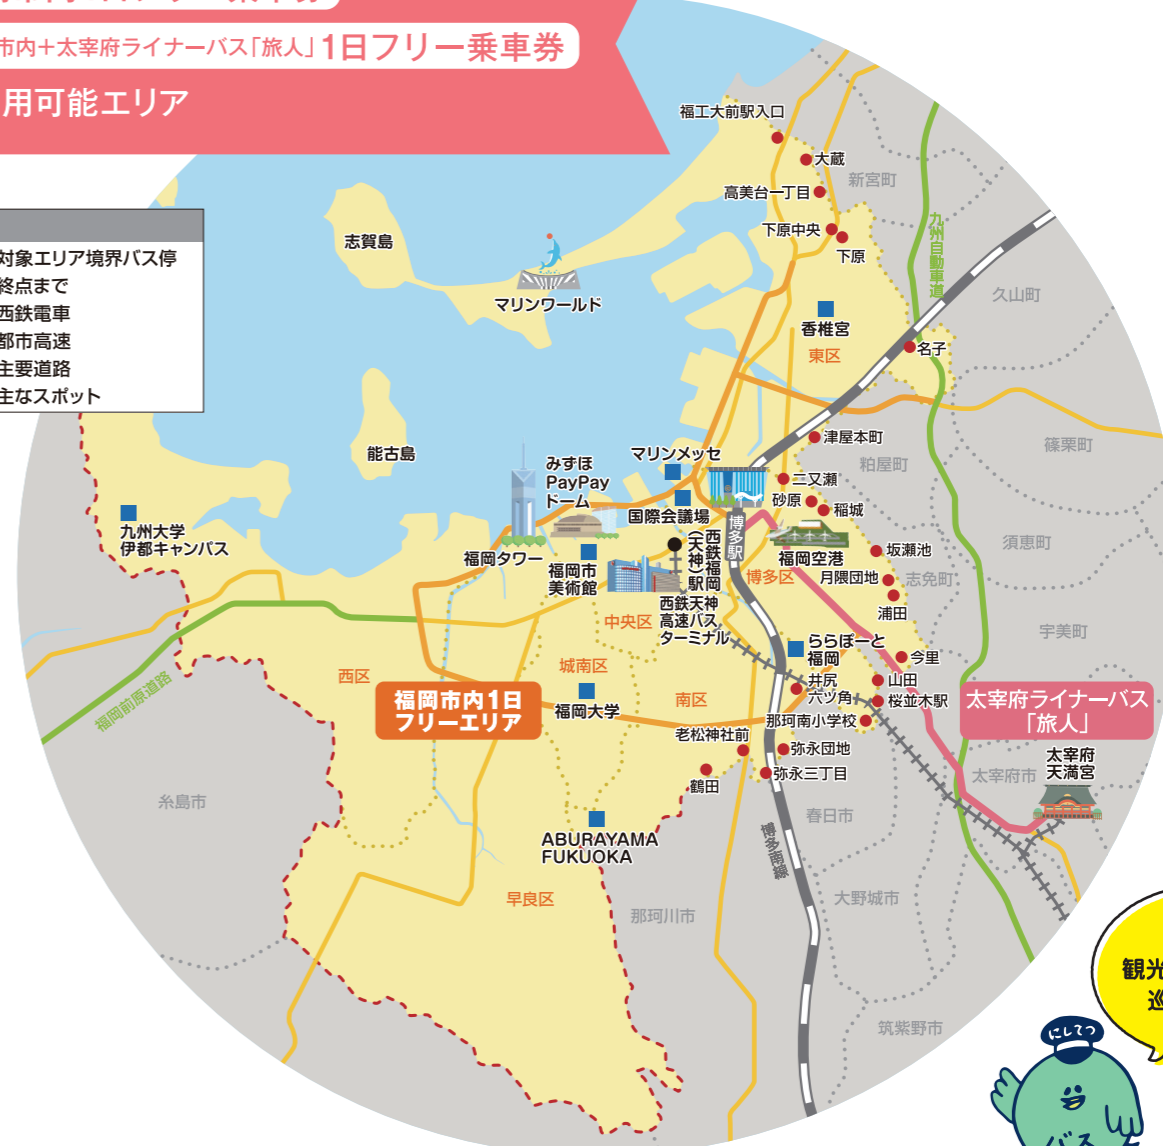 市内+太宰府ライナーバス「旅人」1日フリー乗車券
用可能エリア
対象エリア境界バス停
終点まで
西鉄電車
都市高速
主要道路
主なスポット
福工大前駅入口
大蔵
新宮町
高美台一丁目
下原中央
下原
九州自動車道
志賀島
マリンワールド
久山町
香椎宮
東区
名子
津屋本町
篠栗町
粕屋町
能古島
みずほ
PayPay
ドーム
マリンメッセ
二又瀬
砂原
稲城
国際会議場
九州大学
伊都キャンパス
福岡タワー
福岡市
美術館
西鉄福岡
(天神)駅
博多駅
福岡空港
須恵町
坂瀬池
博多区
月隈団地
志免町
浦田
西鉄天神
高速バス
ターミナル
中央区
宇美町
ららぽーと
福岡
今里
城南区
西区
福岡前原道路
福岡市内1日
フリーエリア
福岡大学
南区
井尻
六ツ角
山田
桜並木駅
那珂南小学校
太宰府ライナーバス
「旅人」
老松神社前
弥永団地
弥永三丁目
鶴田
太宰府
天満宮
太宰府市
糸島市
春日市
ABURAYAMA
FUKUOKA
博多南線
早良区
那珂川市
大野城市
筑紫野市
観光
巡
にしてつ
バス